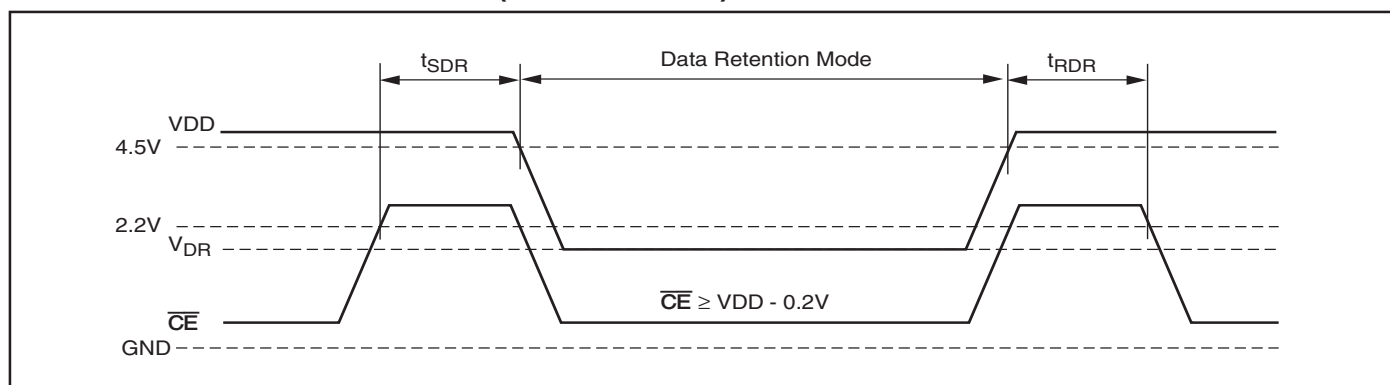 tSDR
Data Retention Mode
tRDR
VDD
4.5V
2.2V
VDR
CE ≥ VDD - 0.2V
CE
GND